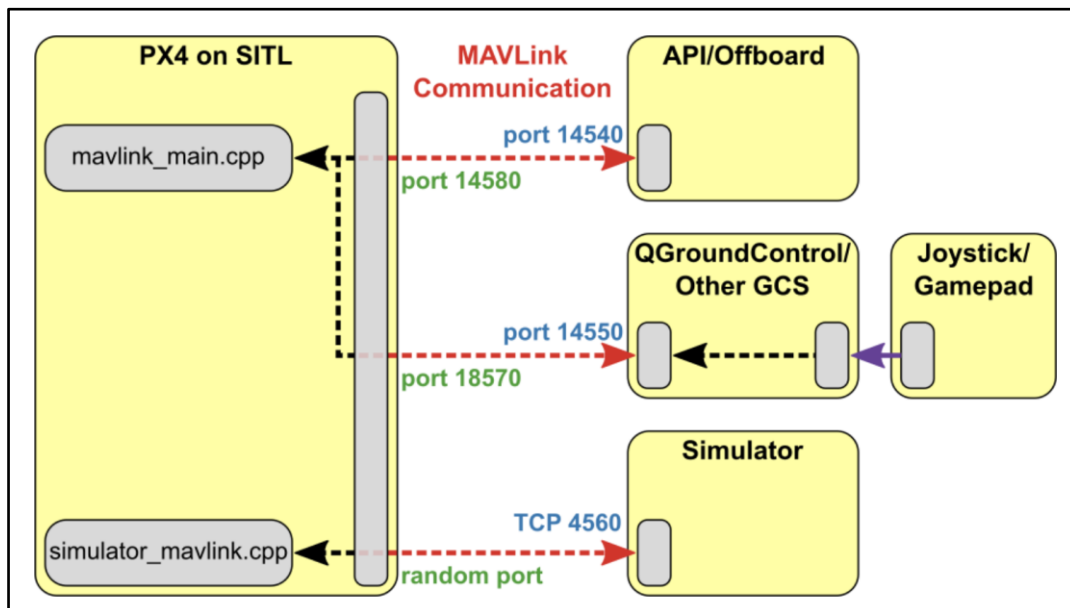 PX4 on SITL
MAVLink
Communication
API/Offboard
mavlink_main.cpp
port 14540
port 14580
QGroundControl/
Other GCS
Joystick/
Gamepad
port 14550
port 18570
Simulator
simulator_mavlink.cpp
TCP 4560
random port